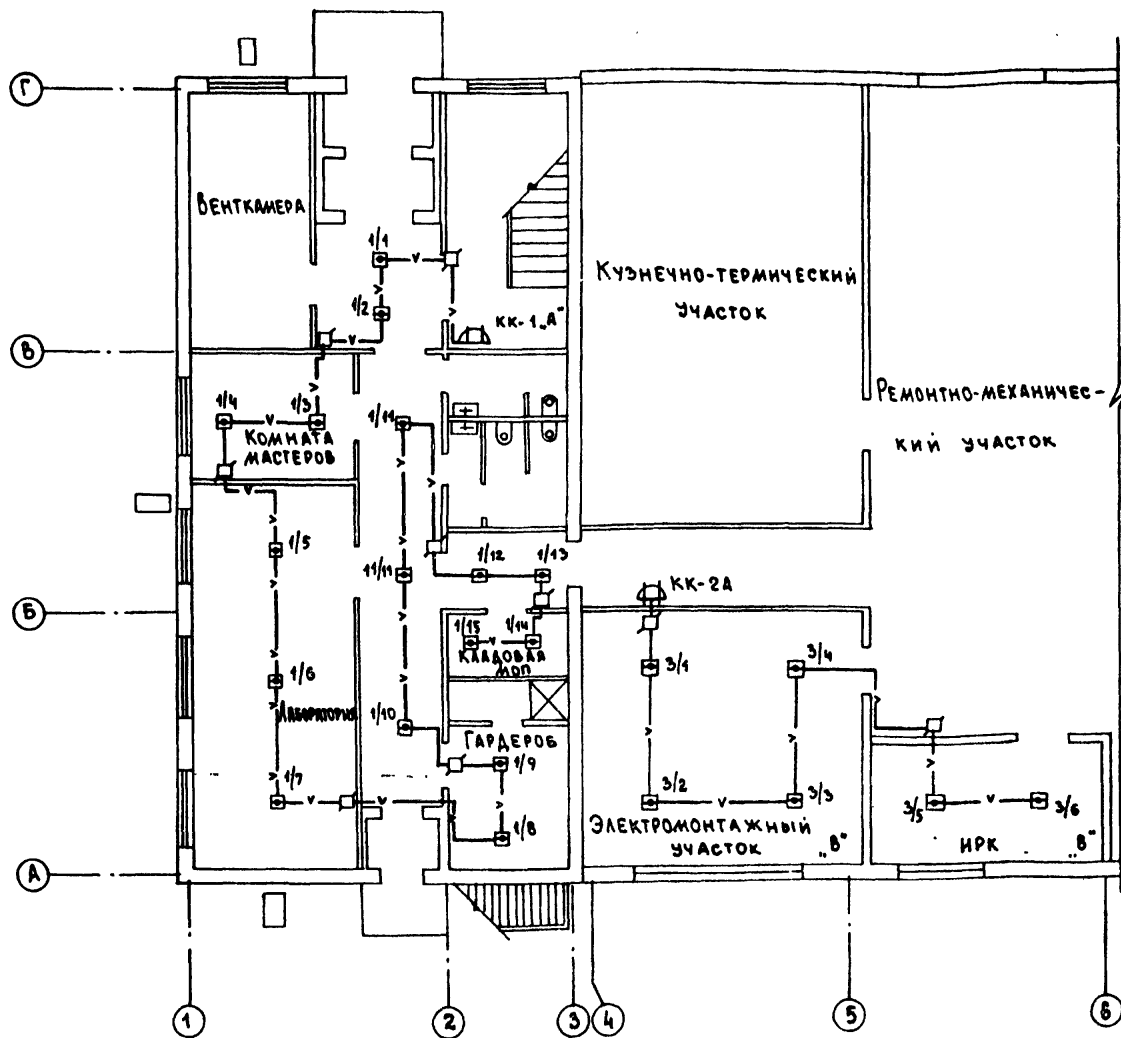 Г
Венткамера
1/1
1/2
КК-1„А"
Кузнечно-термический
участок
В
Ремонтно-механичес-
кий участок
1/4
1/3
Комната
мастеров
1/11
1/5
11/11
1/12
1/13
КК-2А
Б
1/15
1/14
Кладовая
МОП
3/1
3/4
1/6
Лаборатория
1/10
Гардероб
1/9
1/7
1/8
3/2
3/3
Электромонтажный
участок
„В"
3/5
3/6
ИРК
„В"
А
1
2
3
4
5
6